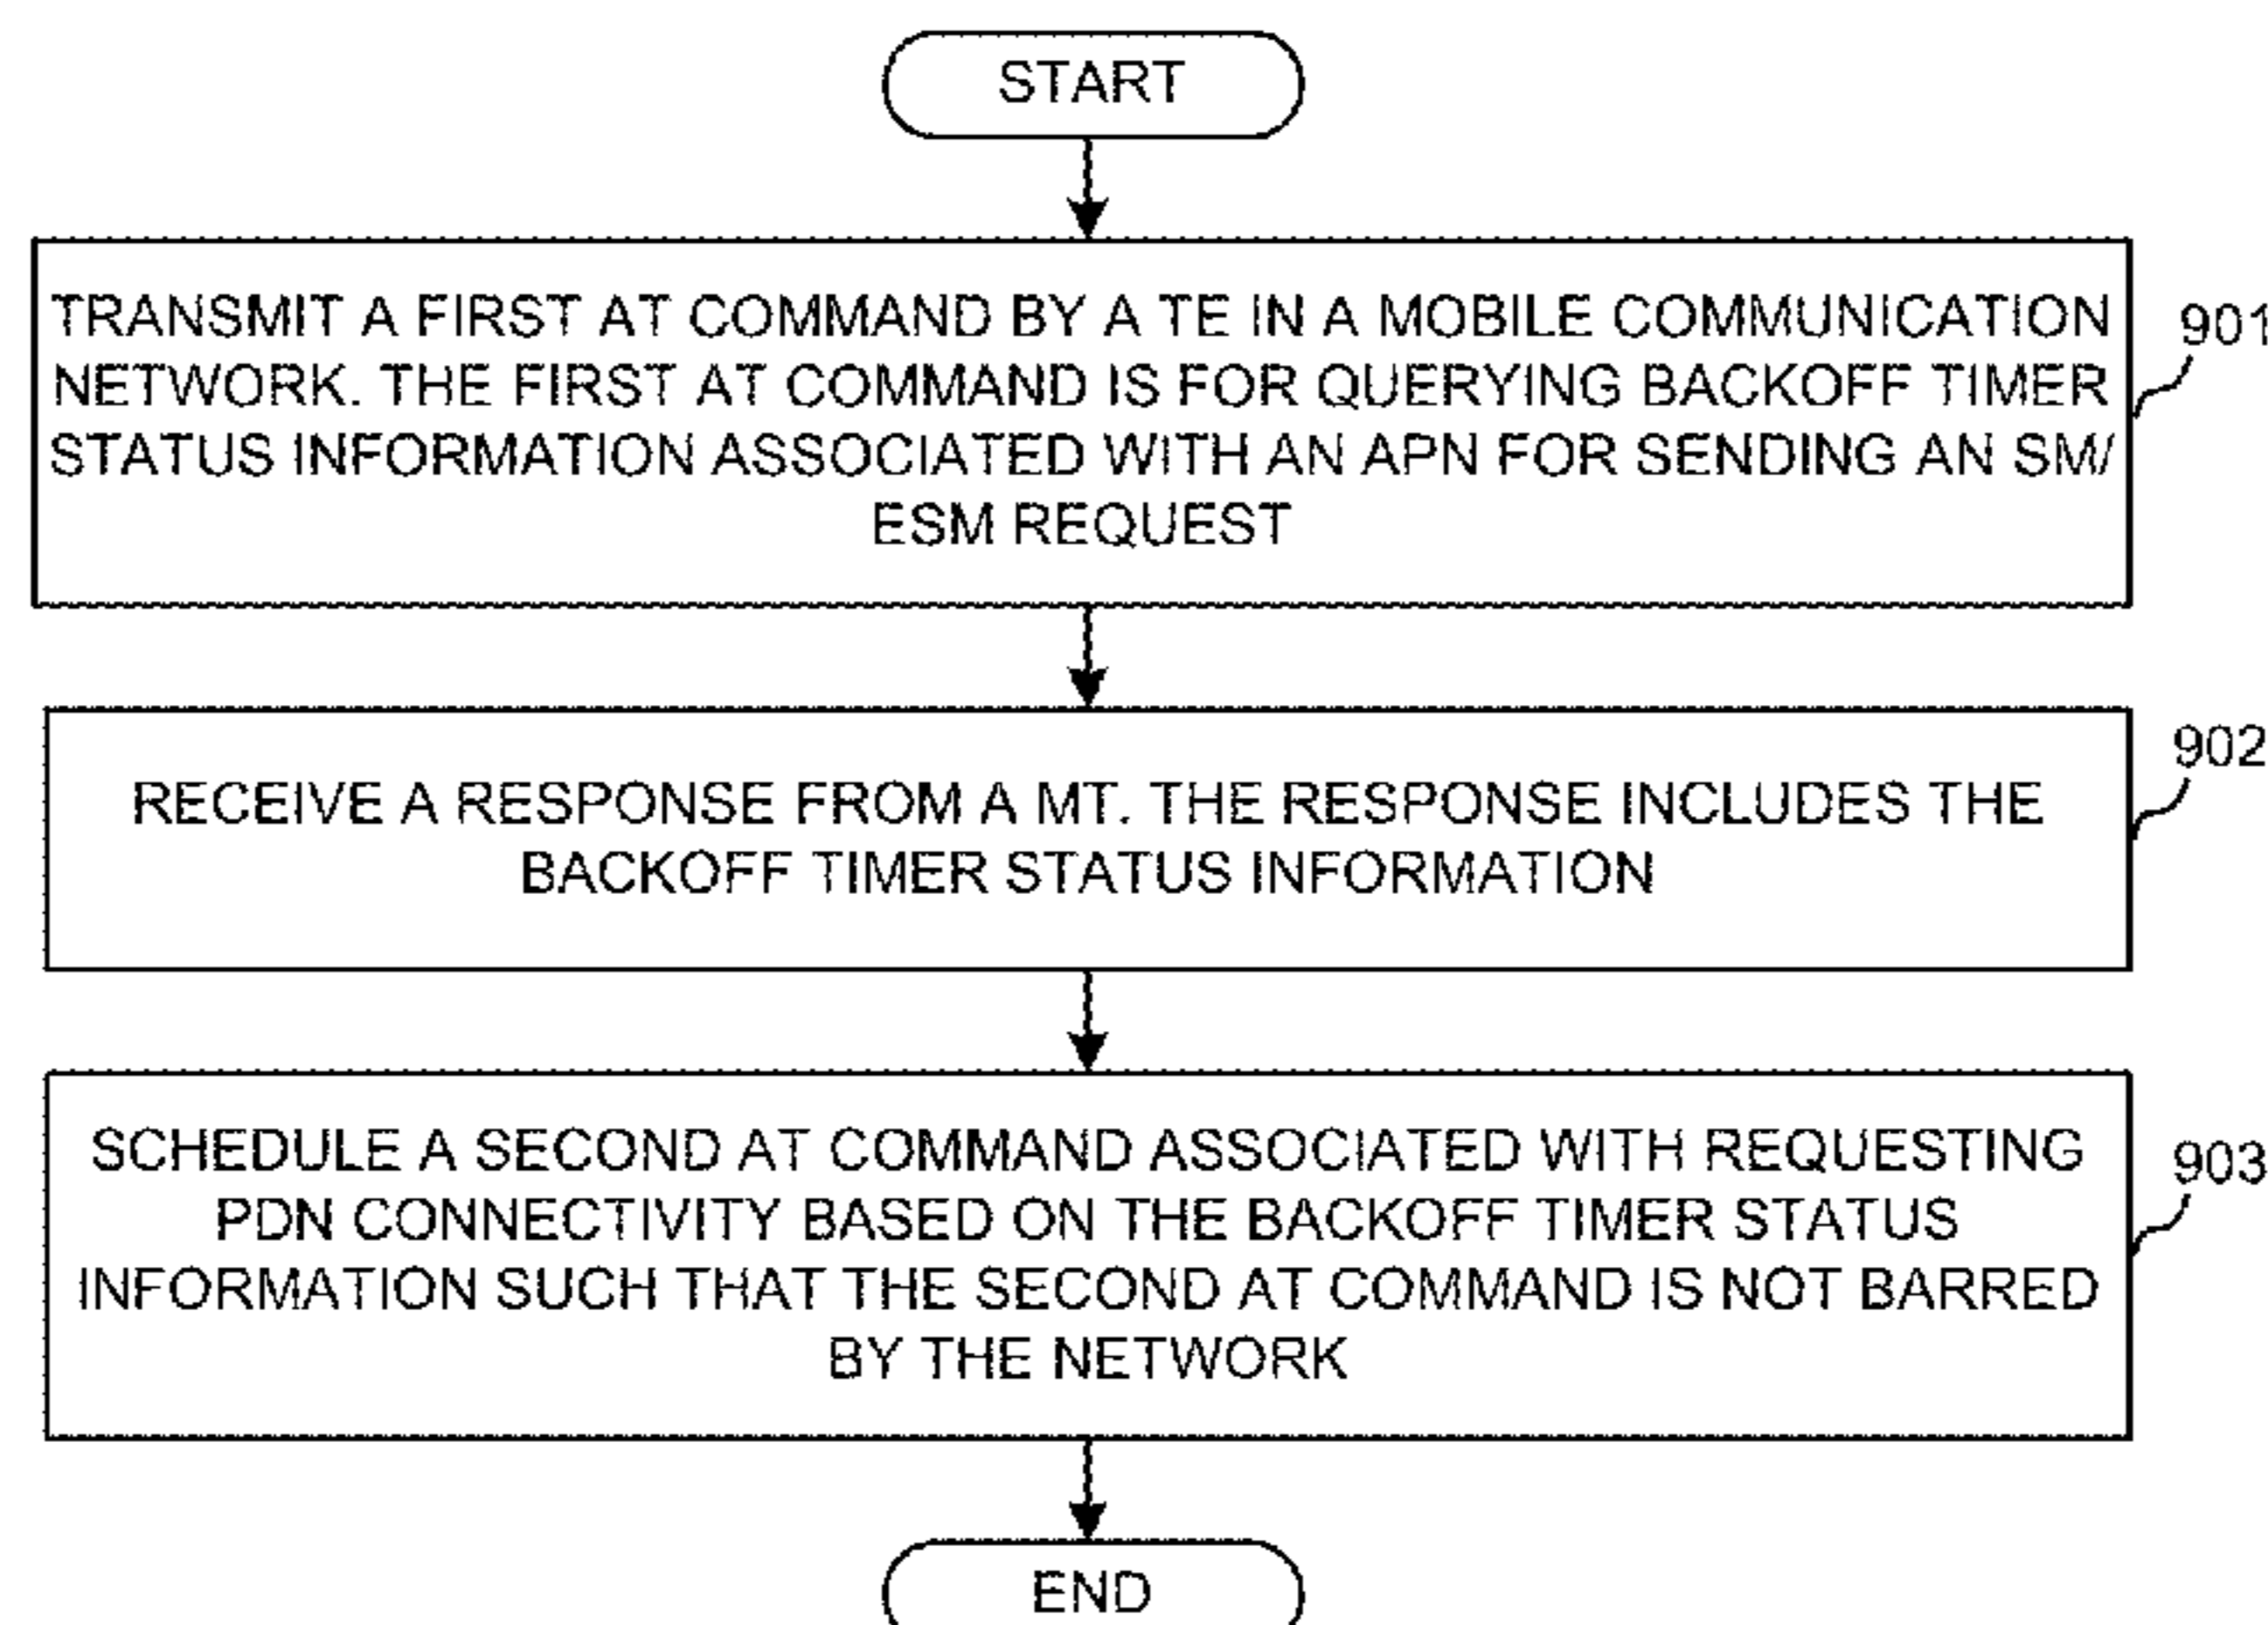 START
TRANSMIT A FIRST AT COMMAND BY A TE IN A MOBILE COMMUNICATION
NETWORK. THE FIRST AT COMMAND IS FOR QUERYING BACKOFF TIMER
STATUS INFORMATION ASSOCIATED WITH AN APN FOR SENDING AN SM/
ESM REQUEST
901
RECEIVE A RESPONSE FROM A MT. THE RESPONSE INCLUDES THE
BACKOFF TIMER STATUS INFORMATION
902
SCHEDULE A SECOND AT COMMAND ASSOCIATED WITH REQUESTING
PDN CONNECTIVITY BASED ON THE BACKOFF TIMER STATUS
INFORMATION SUCH THAT THE SECOND AT COMMAND IS NOT BARRED
BY THE NETWORK
903
END